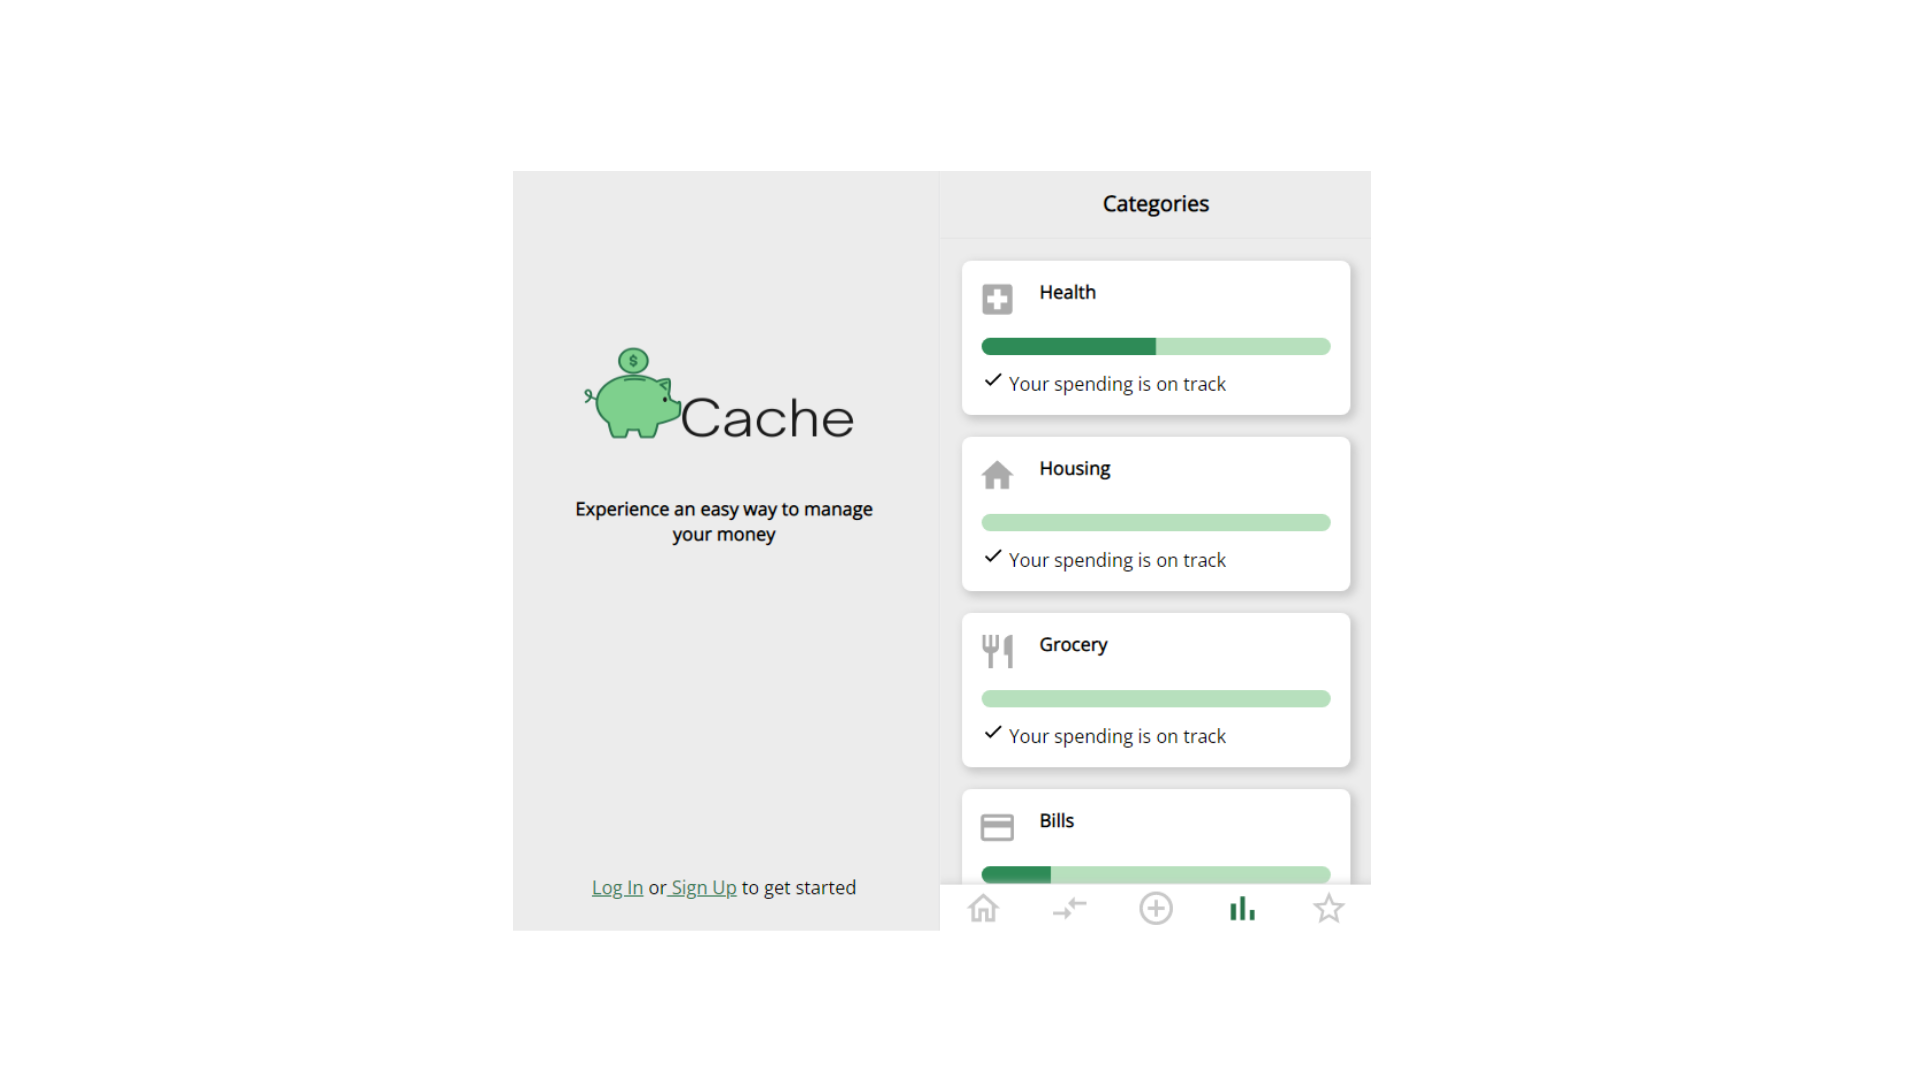 $
Cache
Experience an easy way to manage
your money
Log In or Sign Up to get started
Categories
Health
Your spending is on track
Housing
Your spending is on track
Grocery
Your spending is on track
Bills